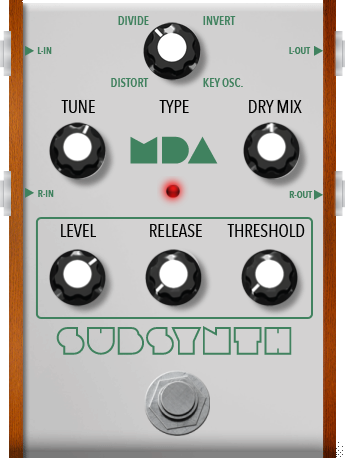 DIVIDE INVERT
L-IN L-OUT
DISTORT KEY OSC.
TUNE TYPE DRY MIX
MDA
R-IN R-OUT
LEVEL RELEASE THRESHOLD
SUBSYNTH